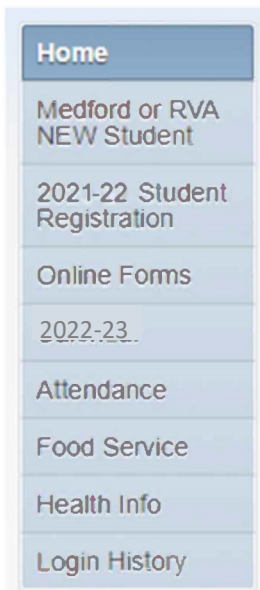 Home
Medford or RVA
NEW Student
2021-22 Student
Registration
Online Forms
2022-23
Attendance
Food Service
Health Info
Login History